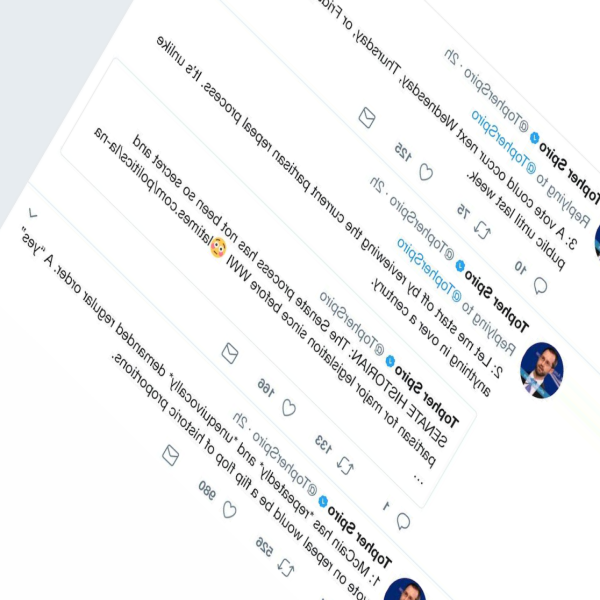 Topher Spiro @TopherSpiro · 2h
Replying to @TopherSpiro
3: A vote could occur next Wednesday, Thursday, or
public until last week.
10 75 125
Topher Spiro @TopherSpiro · 2h
Replying to @TopherSpiro
2: Let me start off by reviewing the current partisan repeal process. It's unlike
anything in over a century.
Topher Spiro @TopherSpiro
SENATE HISTORIAN: The Senate process has not been so secret and
partisan for major legislation since before WWI 😳latimes.com/politics/la-na
...
1 133 166
Topher Spiro @TopherSpiro · 2h
1: McCain has *repeatedly* and *unequivocally* demanded regular order. A "yes"
vote on repeal would be a flip flop of historic proportions.
526 980